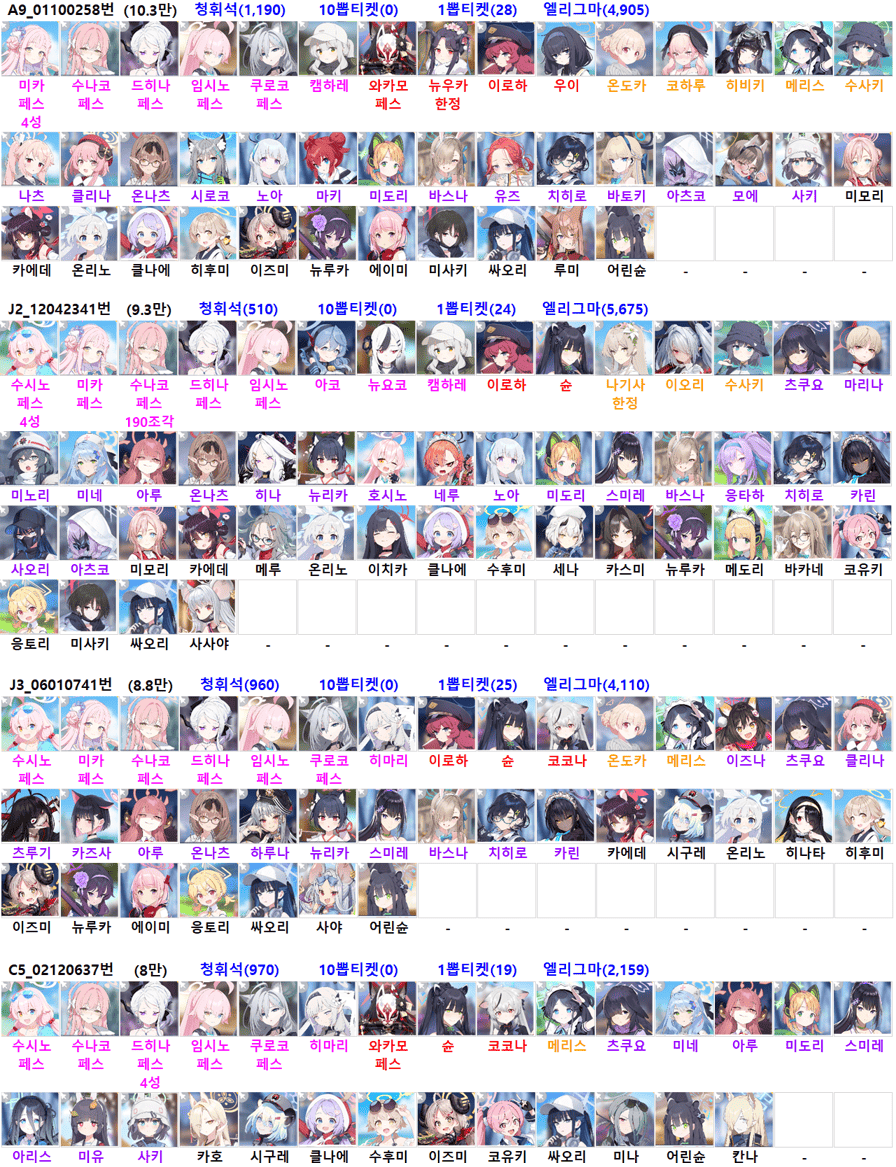 A9_01100258번 (10.3만) 청휘석(1,190) 10뽑티켓(0) 1뽑티켓(28) 엘리그마(4,905)
미카 수나코 드히나 임시노 쿠로코 캠하레 와카모 뉴우카 이로하 우이 온도카 코하루 히비키 메리스 수사키
페스 페스 페스 페스 페스 페스 한정
4성
나츠 클리나 온나츠 시로코 노아 마키 미도리 바스나 유즈 치히로 바토키 아츠코 모에 사키 미모리
카에데 온리노 클나에 히후미 이즈미 뉴루카 에이미 미사키 싸오리 루미 어린슌 - - - -
J2_12042341번 (9.3만) 청휘석(510) 10뽑티켓(0) 1뽑티켓(24) 엘리그마(5,675)
수시노 미카 수나코 드히나 임시노 아코 뉴요코 캠하레 이로하 슌 나기사 이오리 수사키 츠쿠요 마리나
페스 페스 페스 페스 페스 한정
4성 190조각
미노리 미네 아루 온나츠 히나 뉴리카 호시노 네루 노아 미도리 스미레 바스나 응타하 치히로 카린
사오리 아츠코 미모리 카에데 메루 온리노 이치카 클나에 수후미 세나 카스미 뉴루카 메도리 바카네 코유키
응토리 미사키 싸오리 사사야 - - - - - - - - - - -
J3_06010741번 (8.8만) 청휘석(960) 10뽑티켓(0) 1뽑티켓(25) 엘리그마(4,110)
수시노 미카 수나코 드히나 임시노 쿠로코 히마리 이로하 슌 코코나 온도카 메리스 이즈나 츠쿠요 클리나
페스 페스 페스 페스 페스 페스
츠루기 카즈사 아루 온나츠 하루나 뉴리카 스미레 바스나 치히로 카린 카에데 시구레 온리노 히나타 히후미
이즈미 뉴루카 에이미 응토리 싸오리 사야 어린슌 - - - - - - - -
C5_02120637번 (8만) 청휘석(970) 10뽑티켓(0) 1뽑티켓(19) 엘리그마(2,159)
수시노 수나코 드히나 임시노 쿠로코 히마리 와카모 슌 코코나 메리스 츠쿠요 미네 아루 미도리 스미레
페스 페스 페스 페스 페스 페스
4성
아리스 미유 사키 카호 시구레 클나에 수후미 이즈미 코유키 싸오리 미나 어린슌 칸나 - -